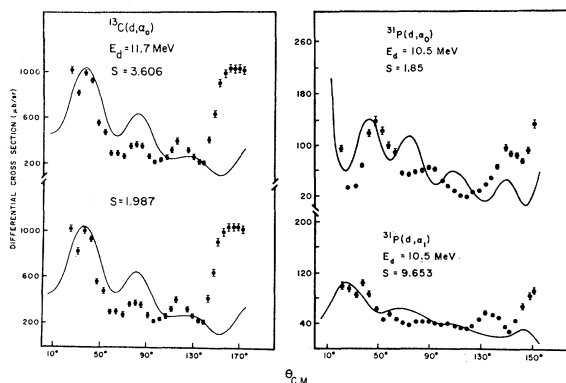 ¹³C(d,α₀)
E_d = 11.7 MeV
S = 3.606
1000
600
200
S = 1.987
1000
600
200
10° 50° 90° 130° 170°
DIFFERENTIAL CROSS SECTION (μb/sr)
³¹P(d,α₀)
E_d = 10.5 MeV
S = 1.85
260
180
100
60
20
³¹P(d,α₁)
E_d = 10.5 MeV
S = 9.653
120
80
40
10° 50° 90° 130° 150°
θ_C.M.